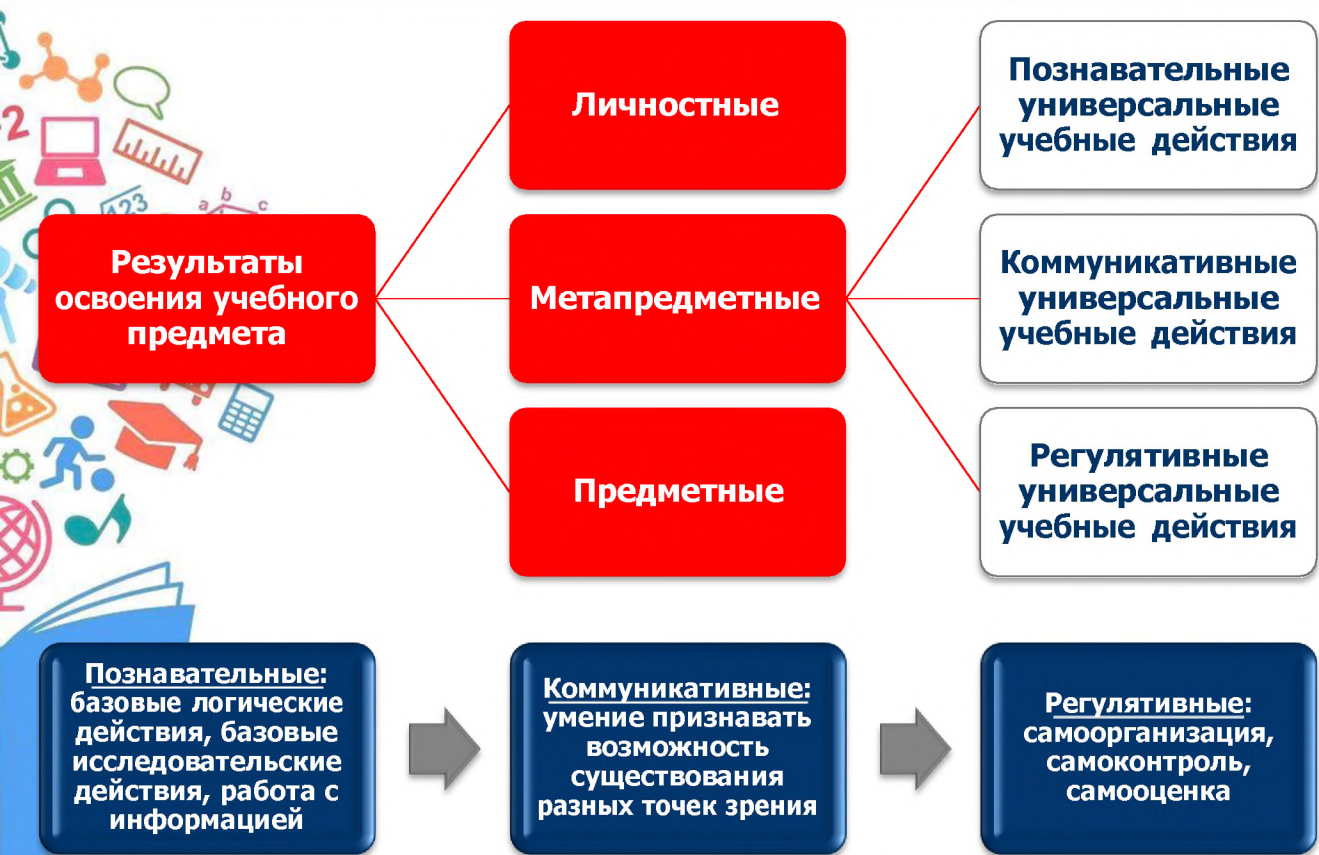 -2
123
a b c
Результаты
освоения учебного
предмета
Личностные
Метапредметные
Предметные
Познавательные
универсальные
учебные действия
Коммуникативные
универсальные
учебные действия
Регулятивные
универсальные
учебные действия
Познавательные:
базовые логические
действия, базовые
исследовательские
действия, работа с
информацией
Коммуникативные:
умение признавать
возможность
существования
разных точек зрения
Регулятивные:
самоорганизация,
самоконтроль,
самооценка